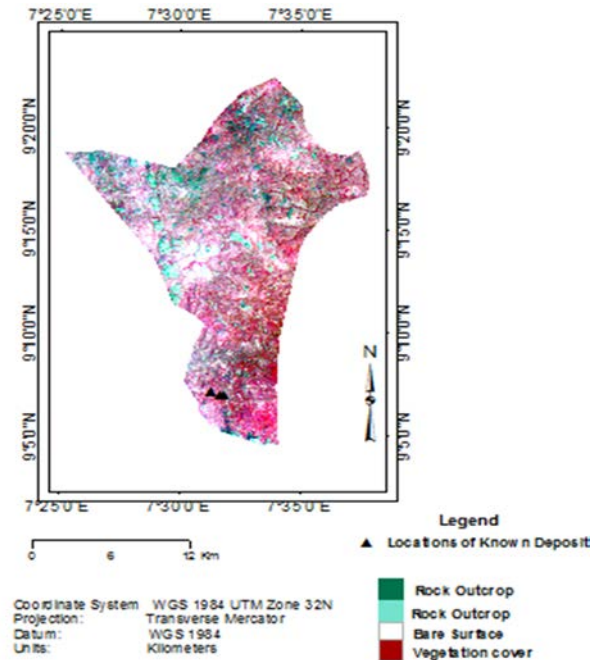 7°25'0"E 7°30'0"E 7°35'0"E
9°20'0"N 9°20'0"N
9°15'0"N 9°15'0"N
9°10'0"N 9°10'0"N
N
9°5'0"N 9°5'0"N
7°25'0"E 7°30'0"E 7°35'0"E
Legend
0 6 12 Km
Locations of Known Deposit
Rock Outcrop
Rock Outcrop
Bare Surface
Vegetation cover
Coordinate System WGS 1984 UTM Zone 32N
Projection: Transverse Mercator
Datum: WGS 1984
Units: Kilometers